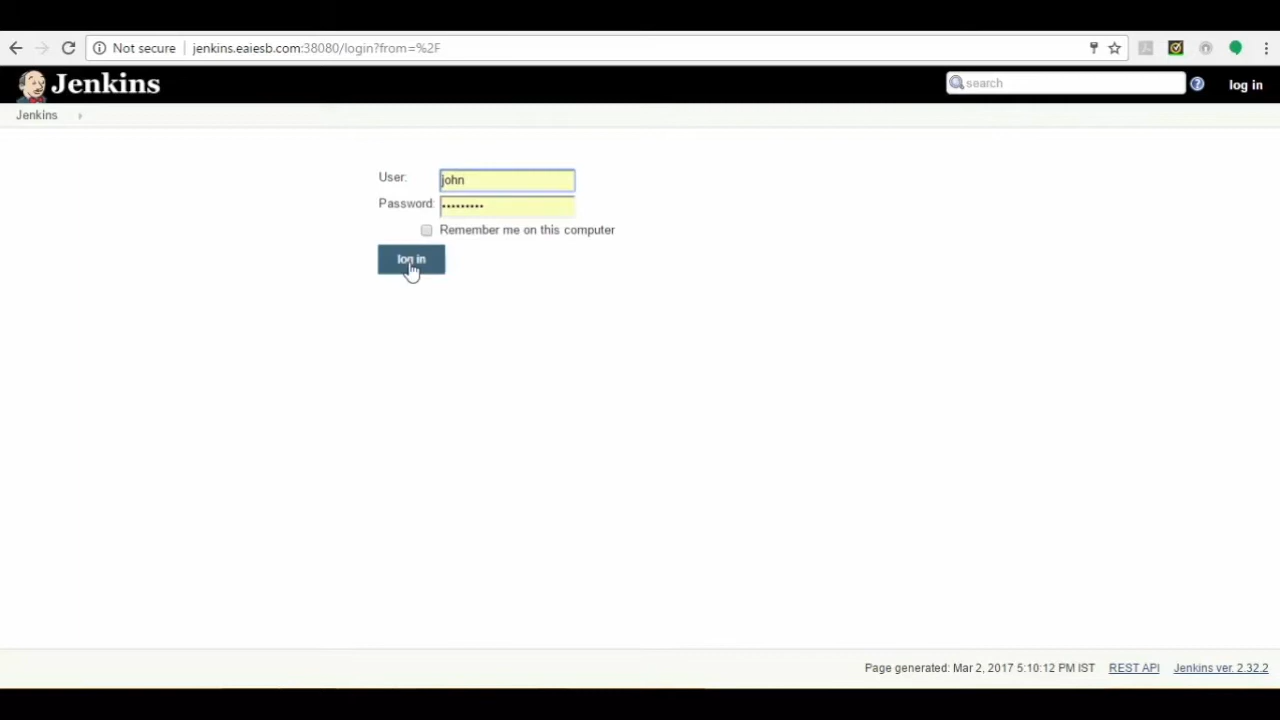 Not secure | jenkins.eaiesb.com:38080/login?from=%2F
Jenkins
search
log in
Jenkins
User:
john
Password:
•••••••••
Remember me on this computer
log in
Page generated: Mar 2, 2017 5:10:12 PM IST REST API Jenkins ver. 2.32.2